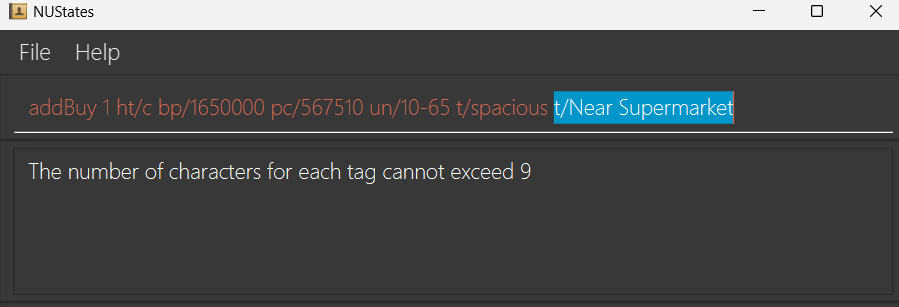 NUStates
File Help
addBuy 1 ht/c bp/1650000 pc/567510 un/10-65 t/spacious t/Near Supermarket
The number of characters for each tag cannot exceed 9